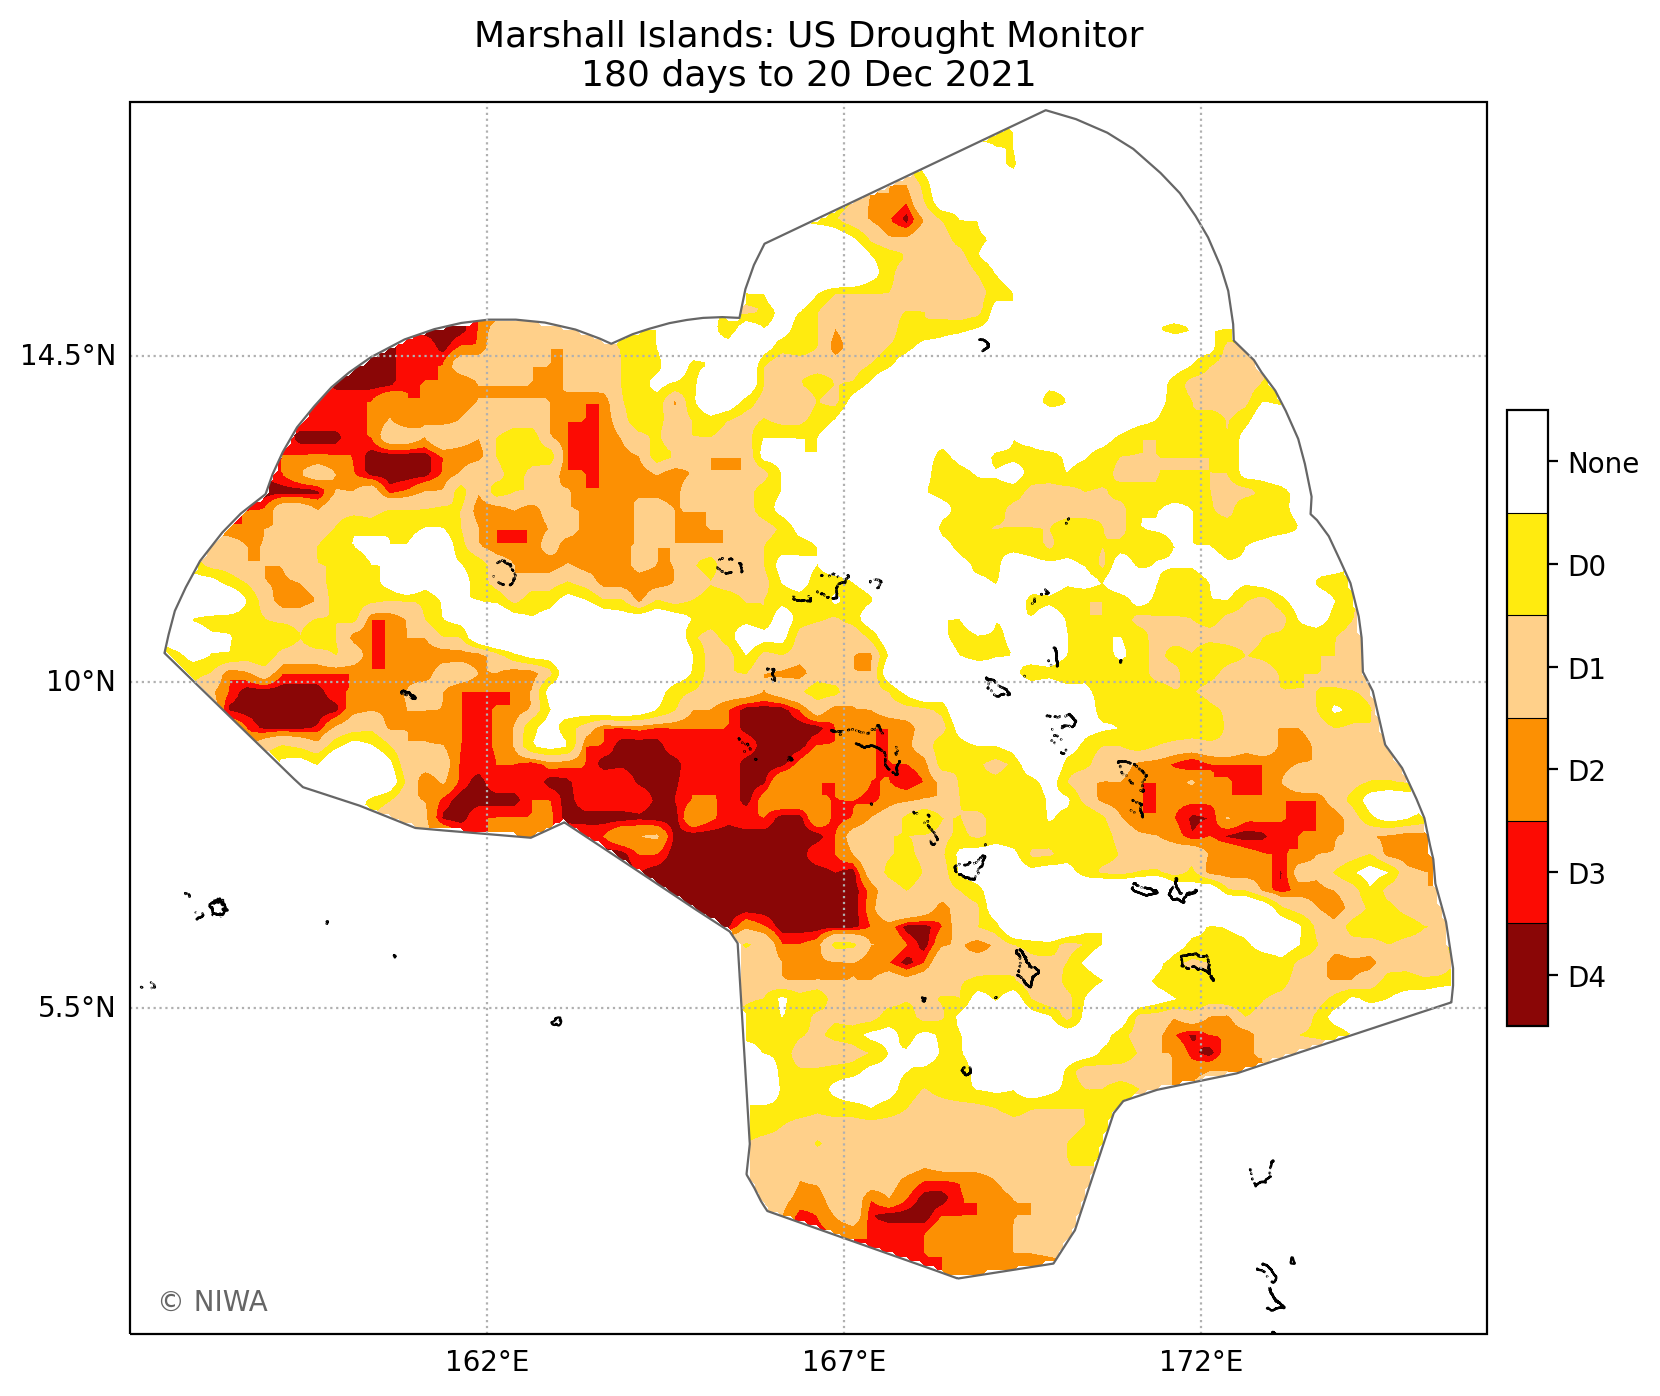 Marshall Islands: US Drought Monitor
180 days to 20 Dec 2021
14.5°N
10°N
5.5°N
162°E
167°E
172°E
None
D0
D1
D2
D3
D4
© NIWA